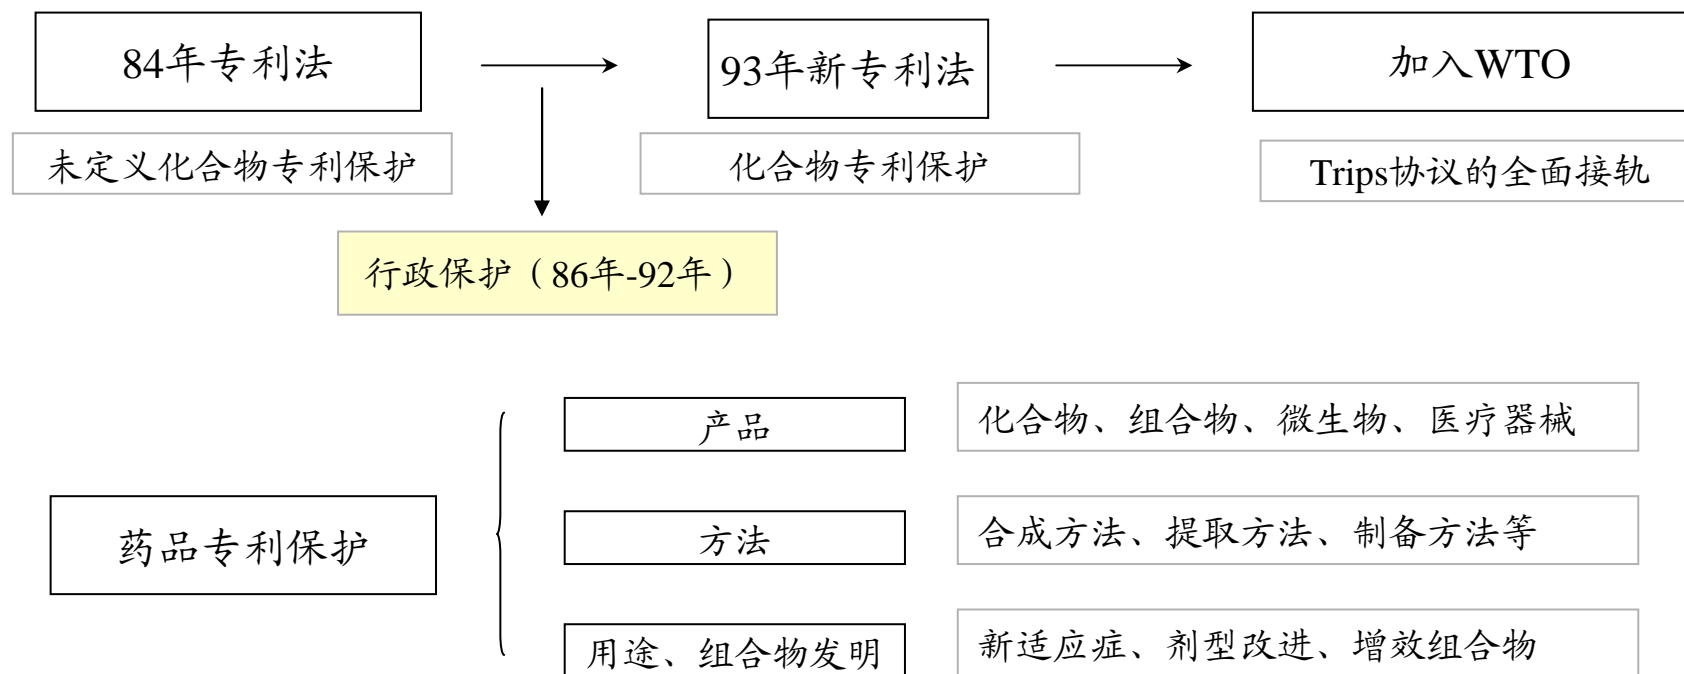 84年专利法
93年新专利法
加入WTO
未定义化合物专利保护
化合物专利保护
Trips协议的全面接轨
行政保护（86年-92年）
产品
化合物、组合物、微生物、医疗器械
药品专利保护
方法
合成方法、提取方法、制备方法等
用途、组合物发明
新适应症、剂型改进、增效组合物